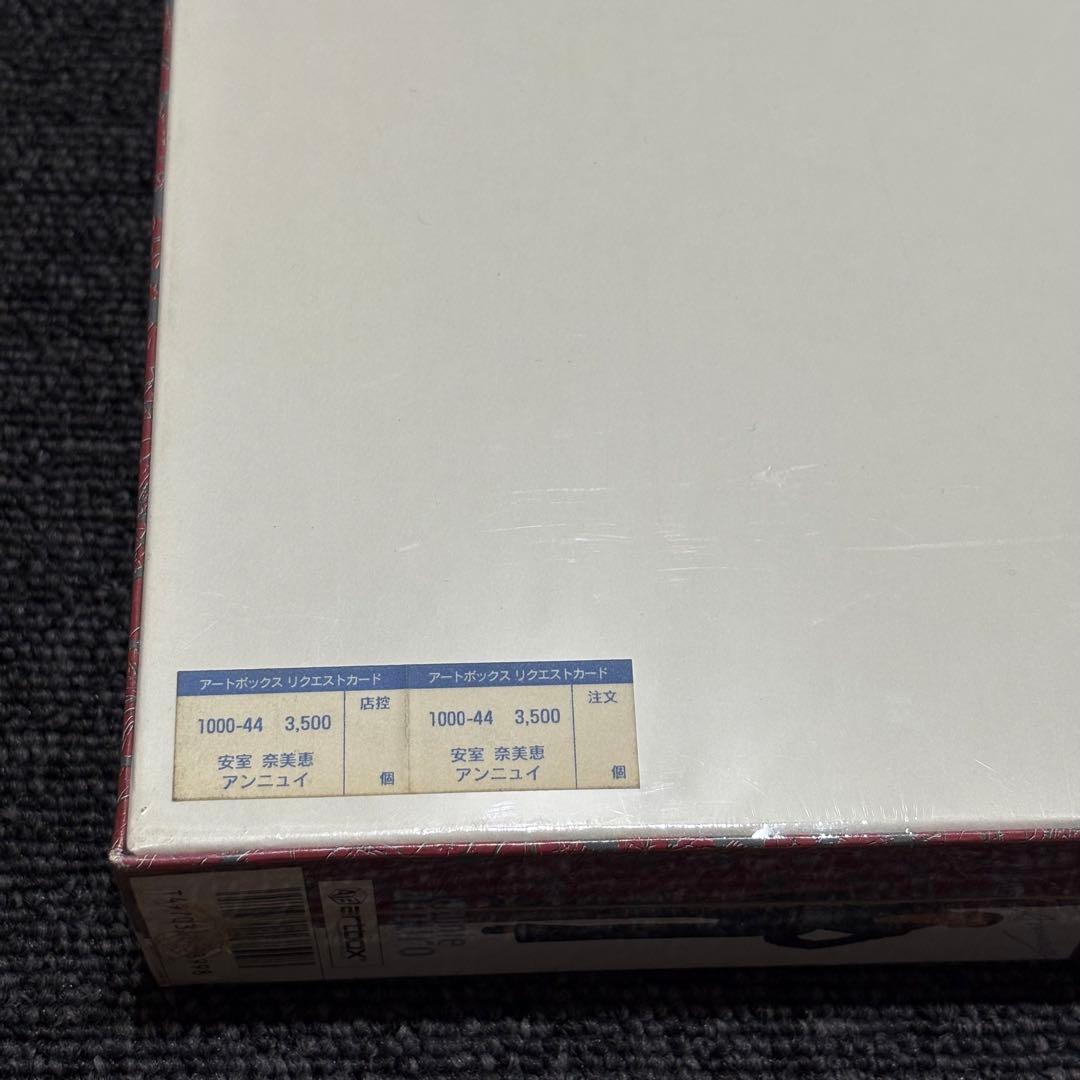 アートボックス リクエストカード
店控
1000-44 3,500
安室 奈美恵
アンニュイ
個
アートボックス リクエストカード
注文
1000-44 3,500
安室 奈美恵
アンニュイ
個